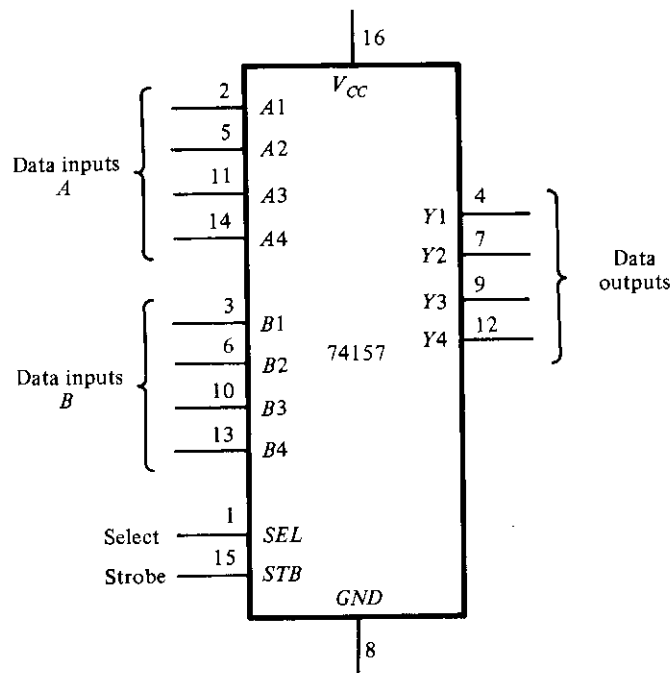 16
V_CC
2 A1
5 A2
11 A3
14 A4
Data inputs
A
3 B1
6 B2
10 B3
13 B4
Data inputs
B
Select 1 SEL
Strobe 15 STB
74157
Y1 4
Y2 7
Y3 9
Y4 12
Data
outputs
GND
8